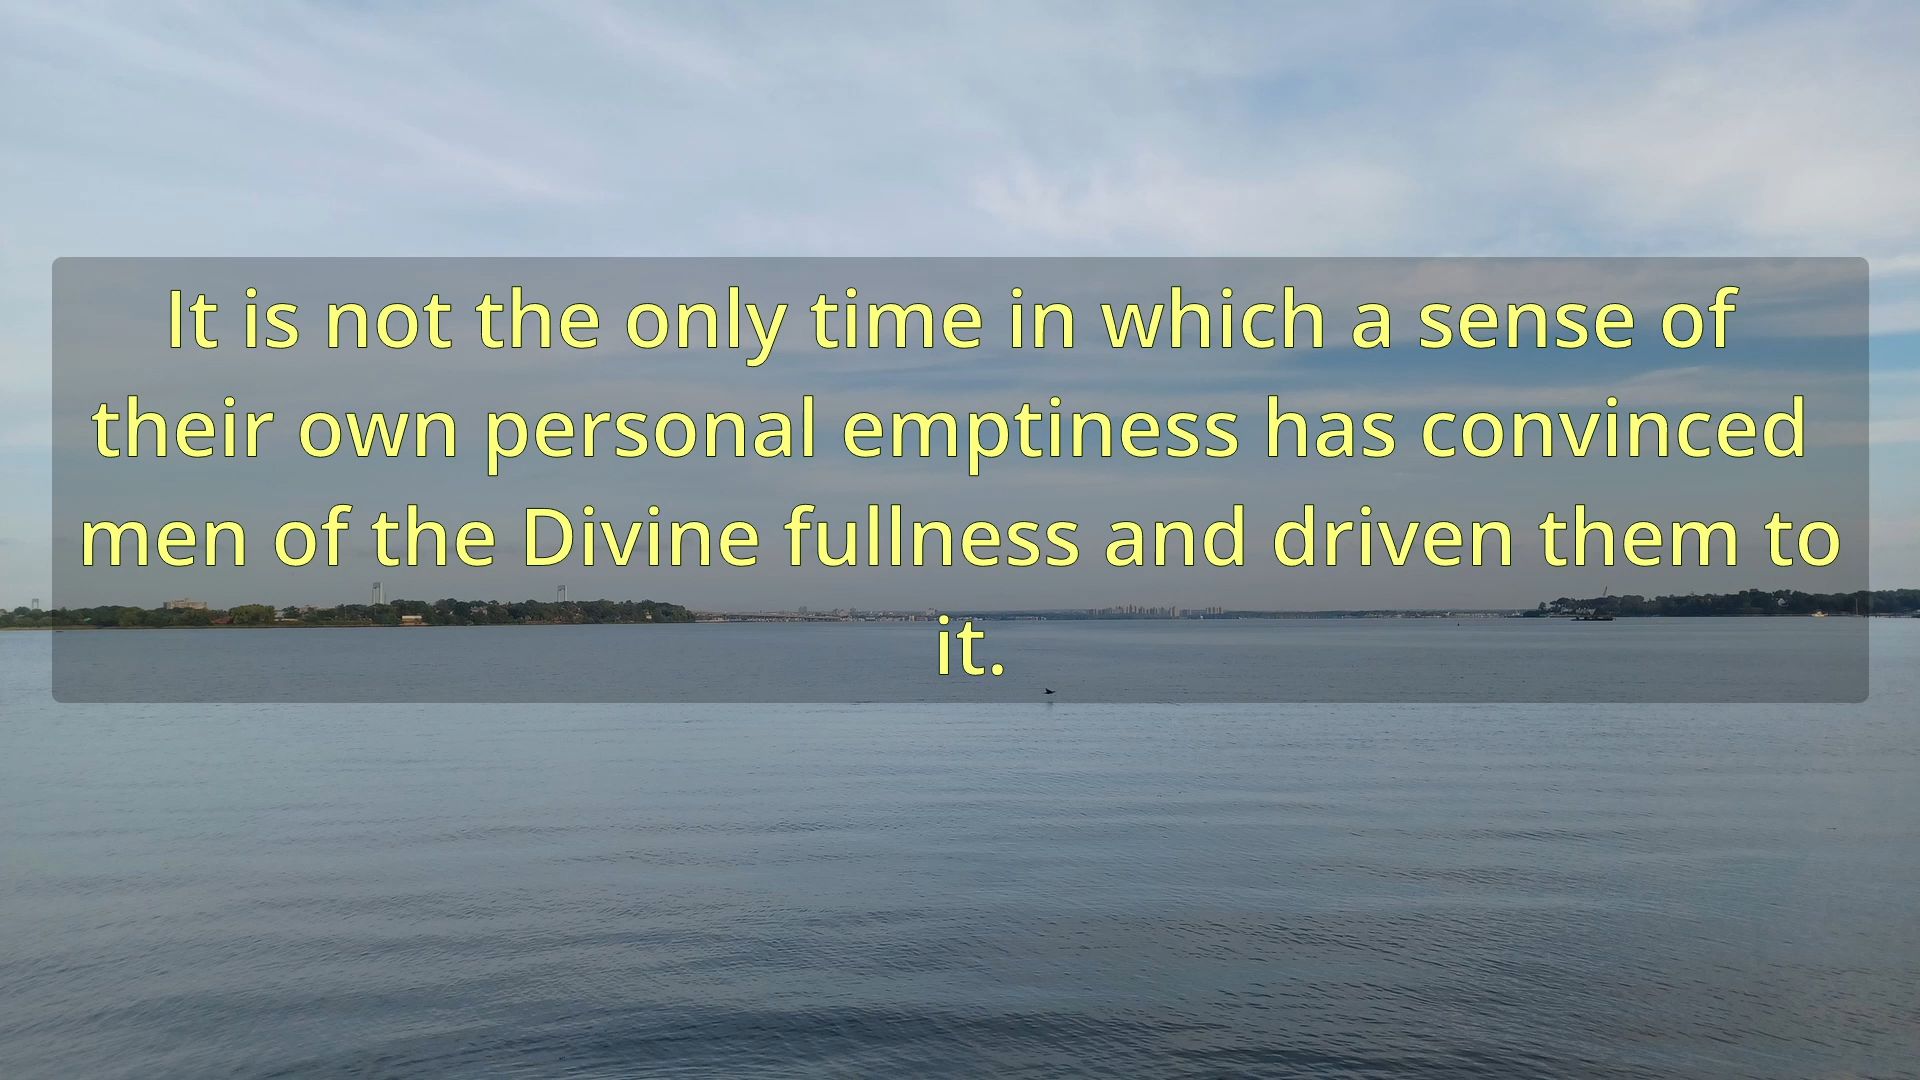 It is not the only time in which a sense of
their own personal emptiness has convinced
men of the Divine fullness and driven them to
it.